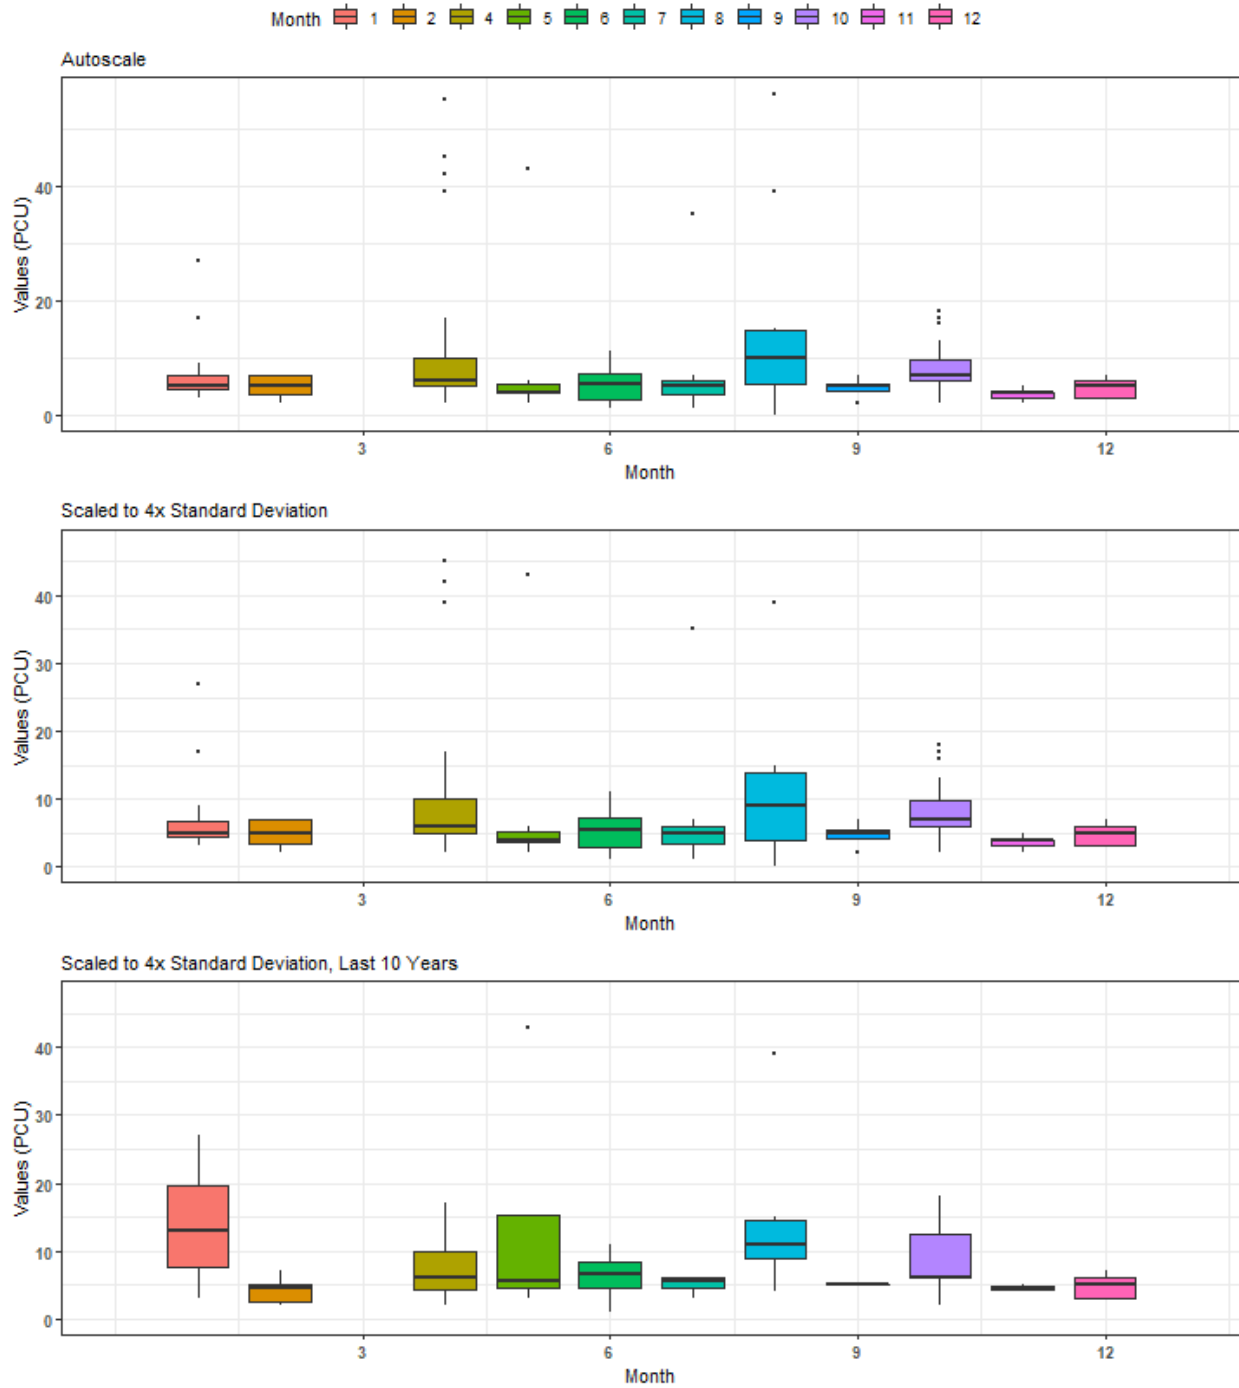 Month 1 2 4 5 6 7 8 9 10 11 12
Autoscale
Values (PCU)
40
20
0
3 6 9 12
Month
Scaled to 4x Standard Deviation
Values (PCU)
40
30
20
10
0
3 6 9 12
Month
Scaled to 4x Standard Deviation, Last 10 Years
Values (PCU)
40
30
20
10
0
3 6 9 12
Month